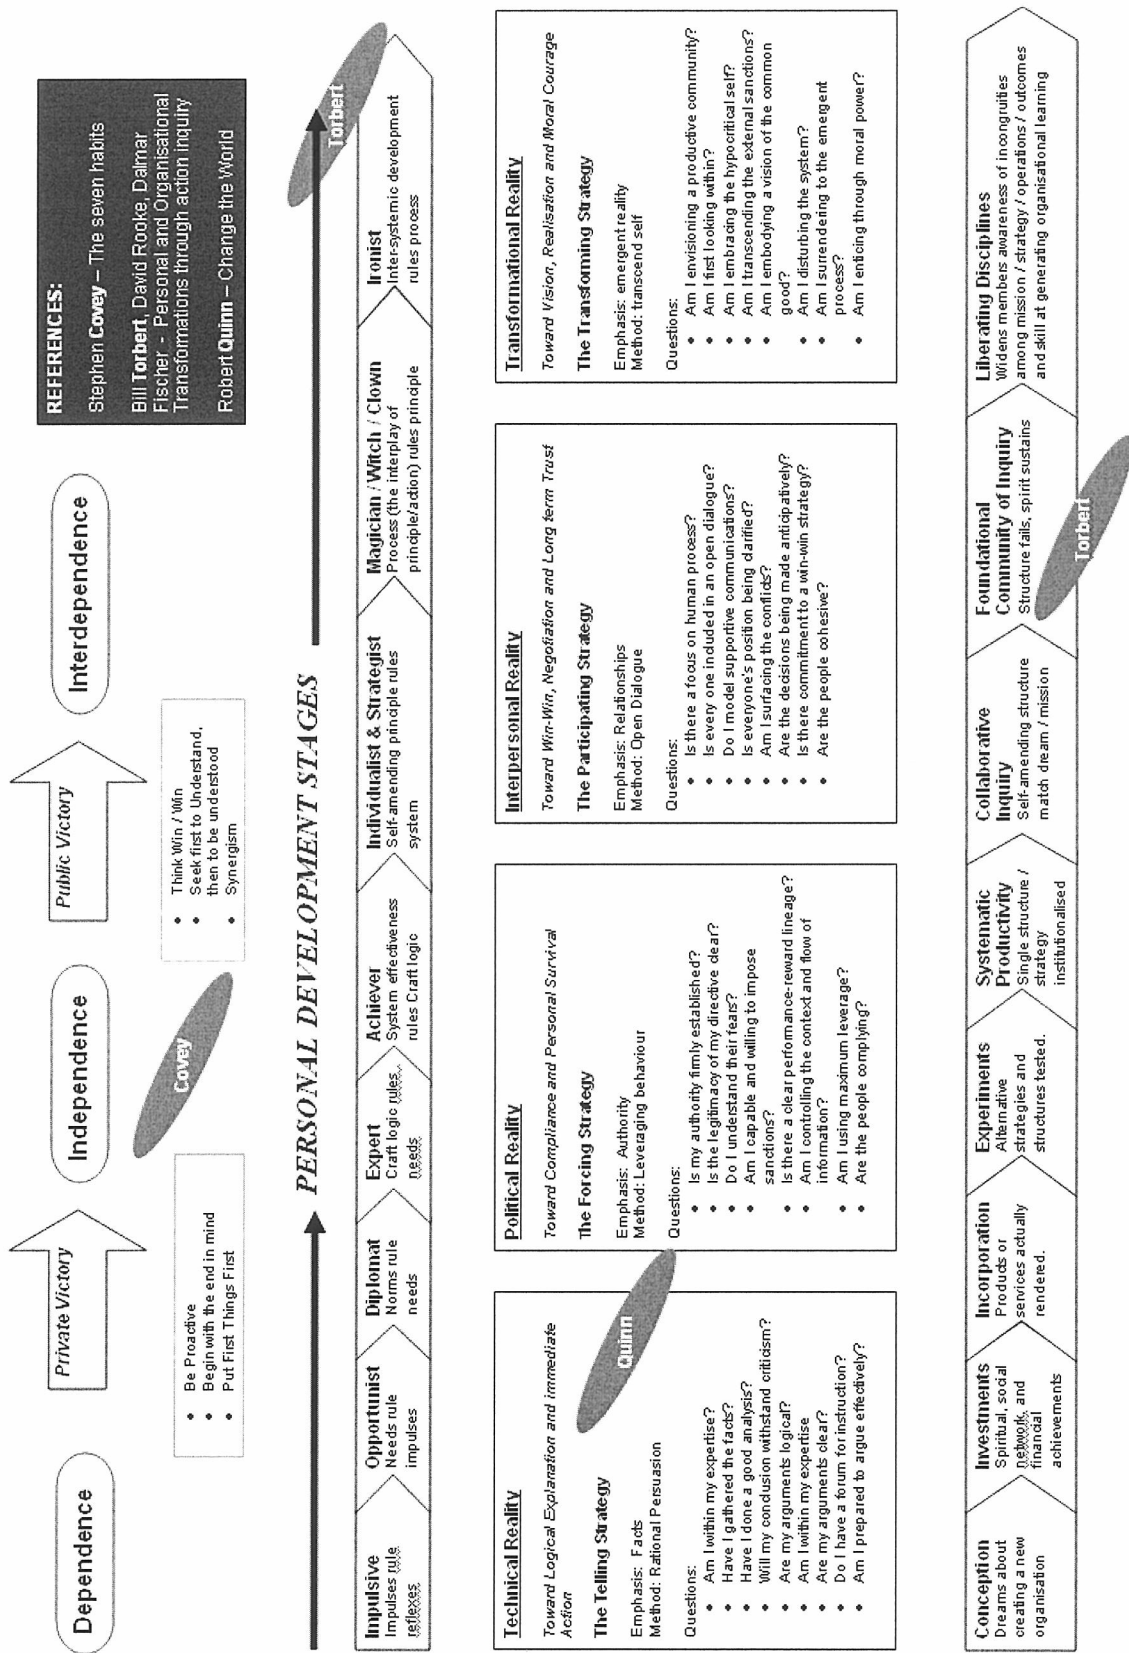 Dependence
Private Victory
Independence
Public Victory
Interdependence
• Be Proactive
• Begin with the end in mind
• Put First Things First
Covey
• Think Win / Win
• Seek first to Understand,
then to be understood
• Synergism
REFERENCES:
Stephen Covey – The seven habits
Bill Torbert, David Rooke, Dalmar
Fischer - Personal and Organisational
Transformations through action inquiry
Robert Quinn – Change the World
PERSONAL DEVELOPMENT STAGES
Torbert
Impulsive
Impulses rule
reflexes
Opportunist
Needs rule
impulses
Diplomat
Norms rule
needs
Expert
Craft logic rules
needs
Achiever
System effectiveness
rules Craft logic
Individualist & Strategist
Self-amending principle rules
system
Magician / Witch / Clown
Process (the interplay of
principle/action) rules principle
Ironist
Inter-systemic development
rules process
Technical Reality
Toward Logical Explanation and immediate
Action
The Telling Strategy
Emphasis: Facts
Method: Rational Persuasion
Questions:
• Am I within my expertise?
• Have I gathered the facts?
• Have I done a good analysis?
• Will my conclusion withstand criticism?
• Are my arguments logical?
• Am I within my expertise
• Are my arguments clear?
• Do I have a forum for instruction?
• Am I prepared to argue effectively?
Quinn
Political Reality
Toward Compliance and Personal Survival
The Forcing Strategy
Emphasis: Authority
Method: Leveraging behaviour
Questions:
• Is my authority firmly established?
• Is the legitimacy of my directive clear?
• Do I understand their fears?
• Am I capable and willing to impose
sanctions?
• Is there a clear performance-reward lineage?
• Am I controlling the context and flow of
information?
• Am I using maximum leverage?
• Are the people complying?
Interpersonal Reality
Toward Win-Win, Negotiation and Long term Trust
The Participating Strategy
Emphasis: Relationships
Method: Open Dialogue
Questions:
• Is there a focus on human process?
• Is every one included in an open dialogue?
• Do I model supportive communications?
• Is everyone's position being clarified?
• Am I surfacing the conflicts?
• Are the decisions being made anticipatively?
• Is there commitment to a win-win strategy?
• Are the people cohesive?
Transformational Reality
Toward Vision, Realisation and Moral Courage
The Transforming Strategy
Emphasis: emergent reality
Method: transcend self
Questions:
• Am I envisioning a productive community?
• Am I first looking within?
• Am I embracing the hypocritical self?
• Am I transcending the external sanctions?
• Am I embodying a vision of the common
good?
• Am I disturbing the system?
• Am I surrendering to the emergent
process?
• Am I enticing through moral power?
Conception
Dreams about
creating a new
organisation
Investments
Spiritual, social
network, and
financial
achievements
Incorporation
Products or
services actually
rendered.
Experiments
Alternative
strategies and
structures tested.
Systematic
Productivity
Single structure /
strategy
institutionalised
Collaborative
Inquiry
Self-amending structure
match dream / mission
Foundational
Community of Inquiry
Structure fails, spirit sustains
Liberating Disciplines
Widens members awareness of incongruities
among mission / strategy / operations / outcomes
and skill at generating organisational learning
Torbert